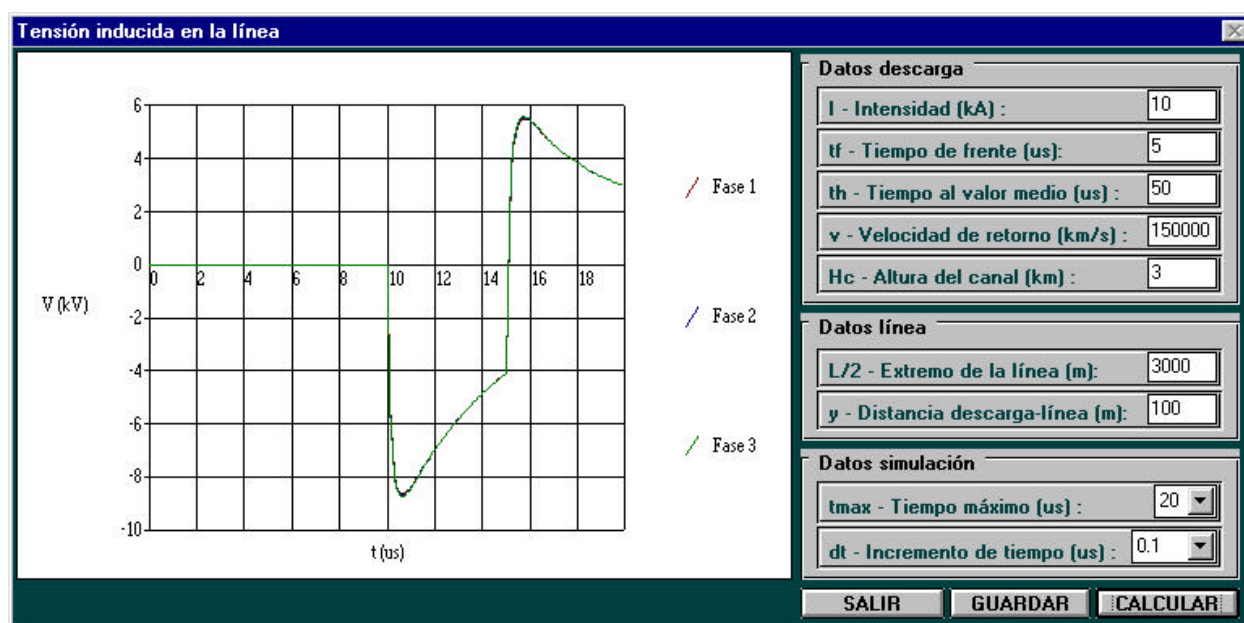 Tensión inducida en la línea
6
4
2
0
-2
-4
-6
-8
-10
0 2 4 6 8 10 12 14 16 18
V (kV)
t (us)
Fase 1
Fase 2
Fase 3
Datos descarga
I - Intensidad (kA) : 10
tf - Tiempo de frente (us): 5
th - Tiempo al valor medio (us) : 50
v - Velocidad de retorno (km/s) : 150000
Hc - Altura del canal (km) : 3
Datos línea
L/2 - Extremo de la línea (m): 3000
y - Distancia descarga-línea (m): 100
Datos simulación
tmax - Tiempo máximo (us) : 20
dt - Incremento de tiempo (us) : 0.1
SALIR GUARDAR CALCULAR